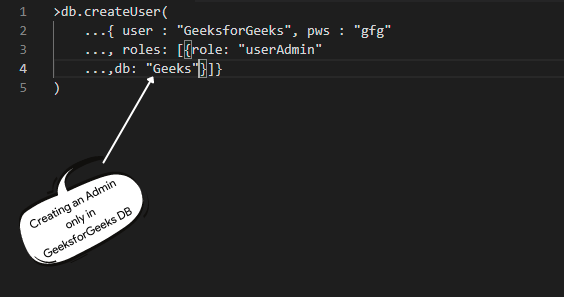 1 >db.createUser(
2 ...{ user : "GeeksforGeeks", pws : "gfg"
3 ..., roles: [{role: "userAdmin"
4 ...,db: "Geeks"}]}
5 )
Creating an Admin
only in
GeeksforGeeks DB